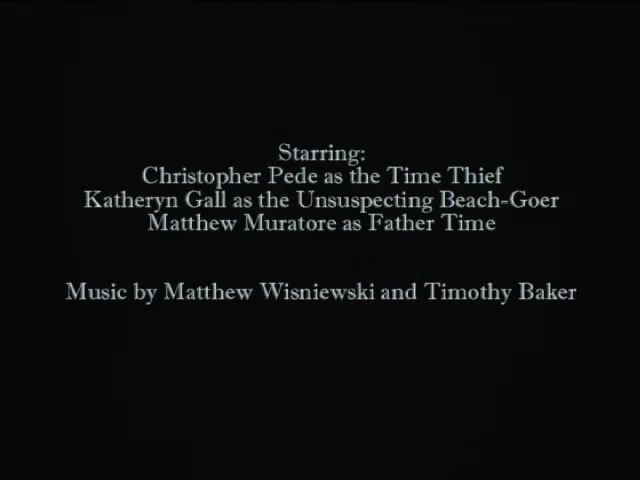 Starring:
Christopher Pede as the Time Thief
Katheryn Gall as the Unsuspecting Beach-Goer
Matthew Muratore as Father Time
Music by Matthew Wisniewski and Timothy Baker